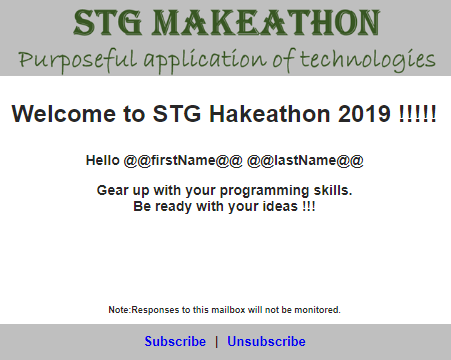 STG MAKEATHON
Purposeful application of technologies
Welcome to STG Hakeathon 2019 !!!!!
Hello @@firstName@@ @@lastName@@
Gear up with your programming skills.
Be ready with your ideas !!!
Note:Responses to this mailbox will not be monitored.
Subscribe | Unsubscribe